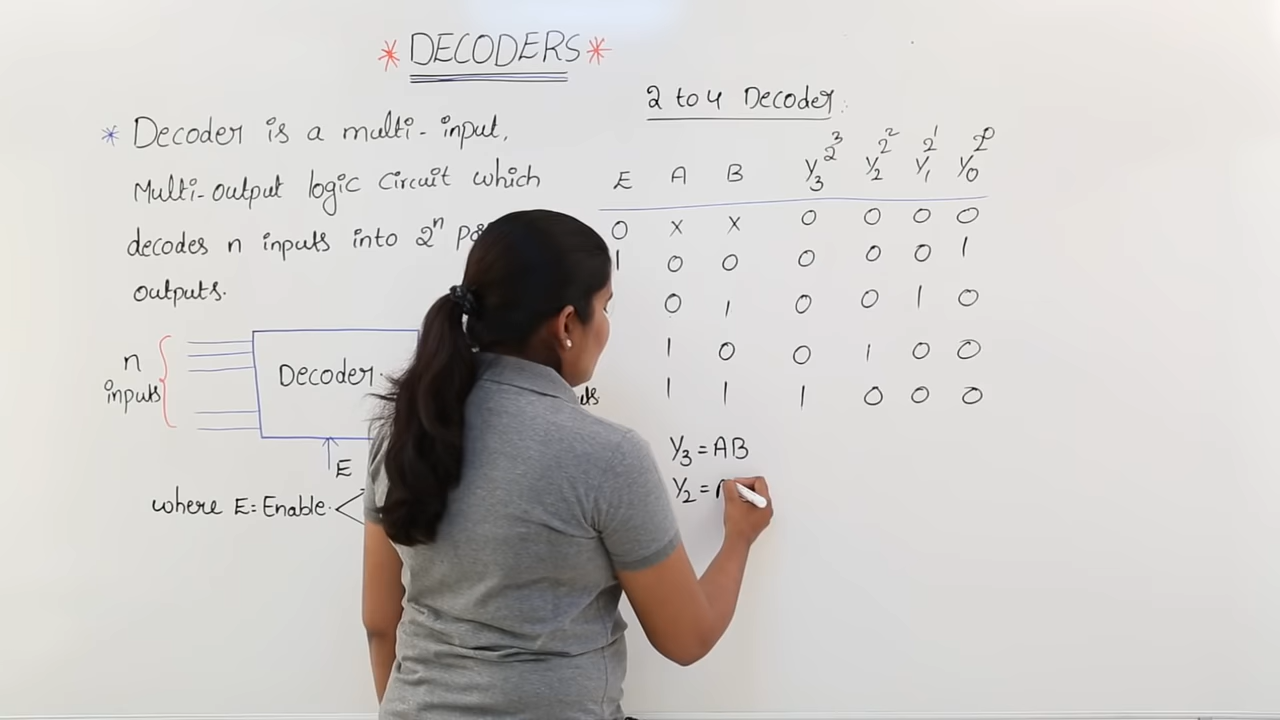 * DECODERS *
* Decoder is a multi-input,
Multi-output logic circuit which
decodes n inputs into 2ⁿ
outputs.
n
inputs
Decoder.
E
where E=Enable.
2 to 4 Decoder:
2³ 2² 2¹ 2⁰
E A B Y₃ Y₂ Y₁ Y₀
0 x x 0 0 0 0
1 0 0 0 0 0 1
0 1 0 0 1 0
1 0 0 1 0 0
1 1 1 0 0 0
Y₃=AB
Y₂=